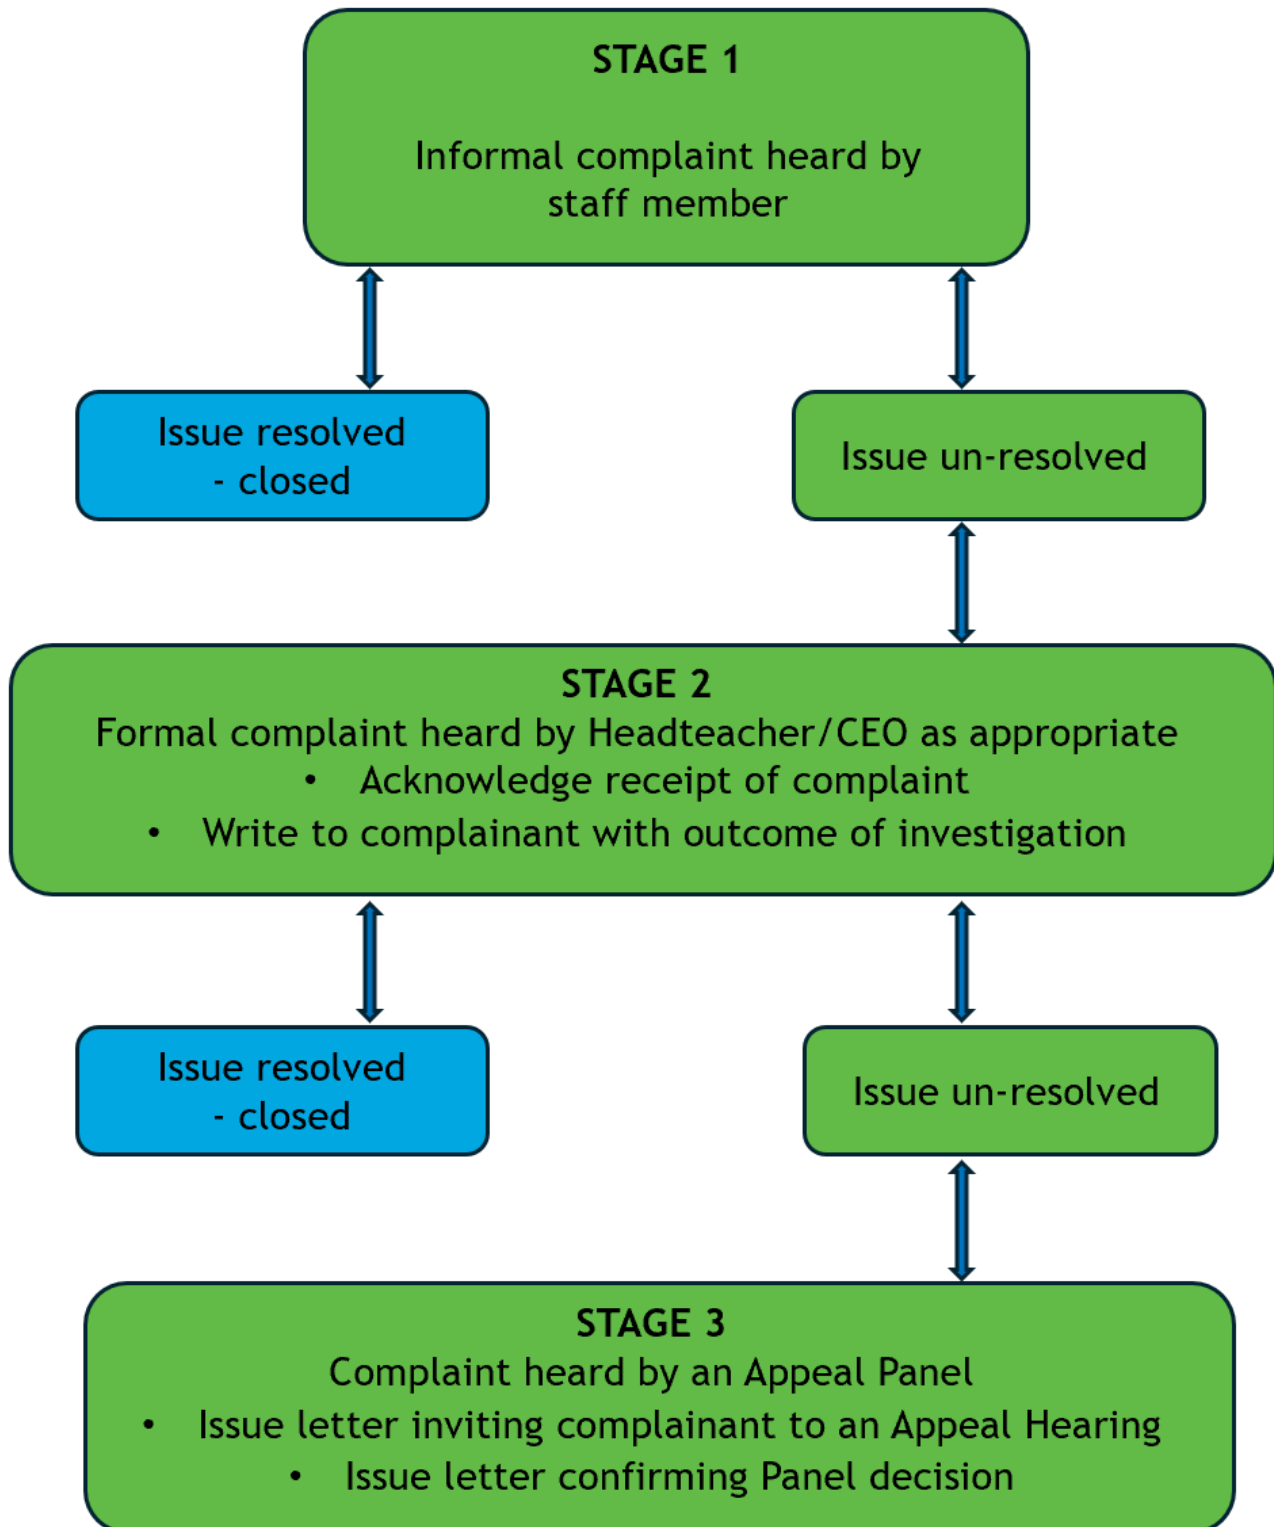 STAGE 1
Informal complaint heard by
staff member
Issue resolved
- closed
Issue un-resolved
STAGE 2
Formal complaint heard by Headteacher/CEO as appropriate
• Acknowledge receipt of complaint
• Write to complainant with outcome of investigation
Issue resolved
- closed
Issue un-resolved
STAGE 3
Complaint heard by an Appeal Panel
• Issue letter inviting complainant to an Appeal Hearing
• Issue letter confirming Panel decision